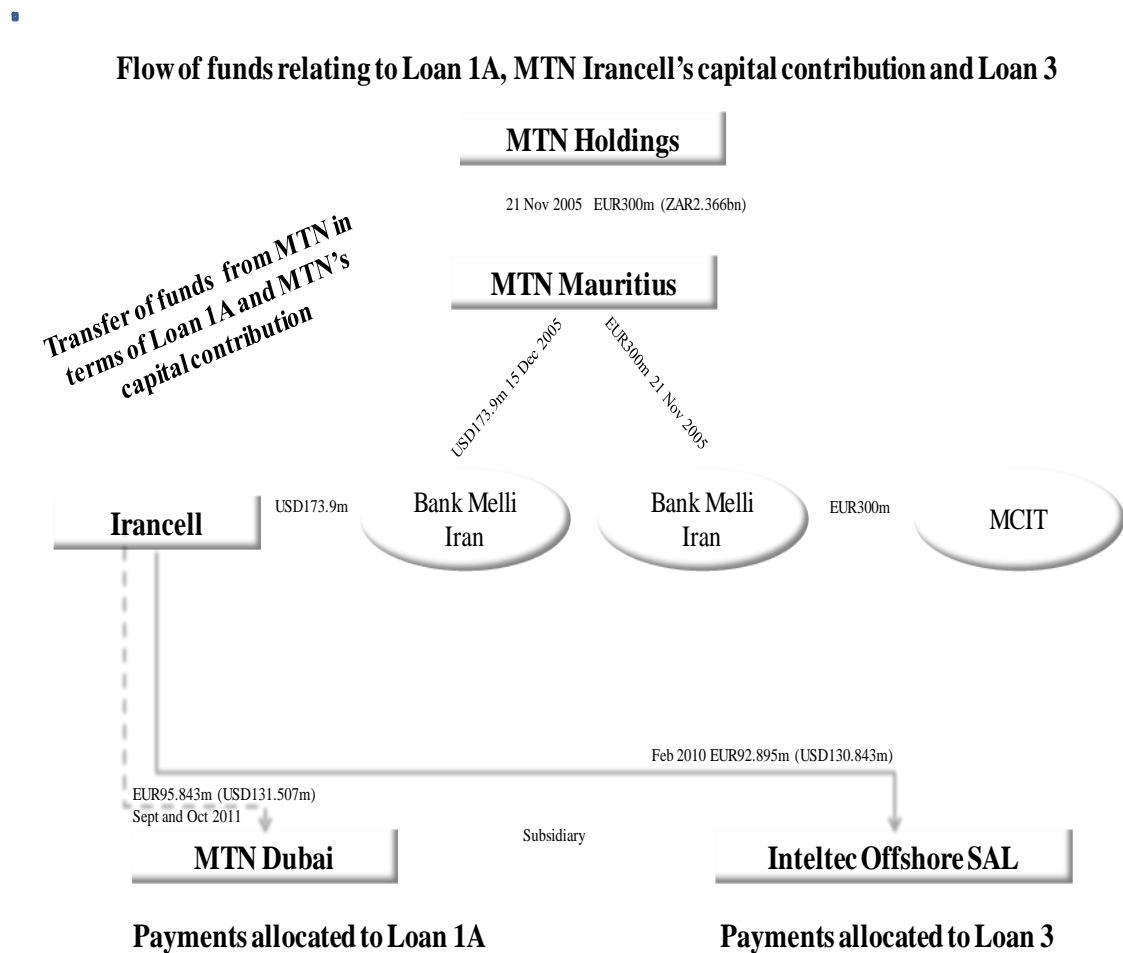 Flow of funds relating to Loan 1A, MTN Irancell's capital contribution and Loan 3
MTN Holdings
21 Nov 2005 EUR300m (ZAR2.366bn)
Transfer of funds from MTN in
terms of Loan 1A and MTN's
capital contribution
MTN Mauritius
USD173.9m 15 Dec 2005
EUR300m 21 Nov 2005
Irancell
USD173.9m
Bank Melli
Iran
Bank Melli
Iran
EUR300m
MCIT
Feb 2010 EUR92.895m (USD130.843m)
EUR95.843m (USD131.507m)
Sept and Oct 2011
Subsidiary
MTN Dubai
Inteltec Offshore SAL
Payments allocated to Loan 1A
Payments allocated to Loan 3